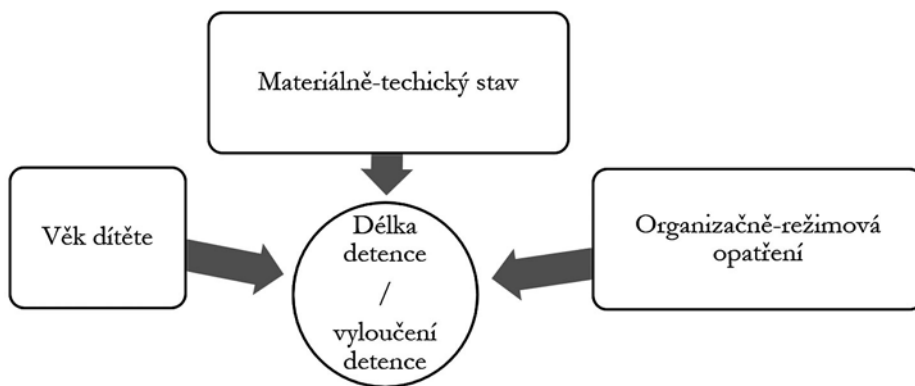 Materiálně-techický stav
Věk dítěte
Délka
detence
/
vyloučení
detence
Organizačně-režimová
opatření